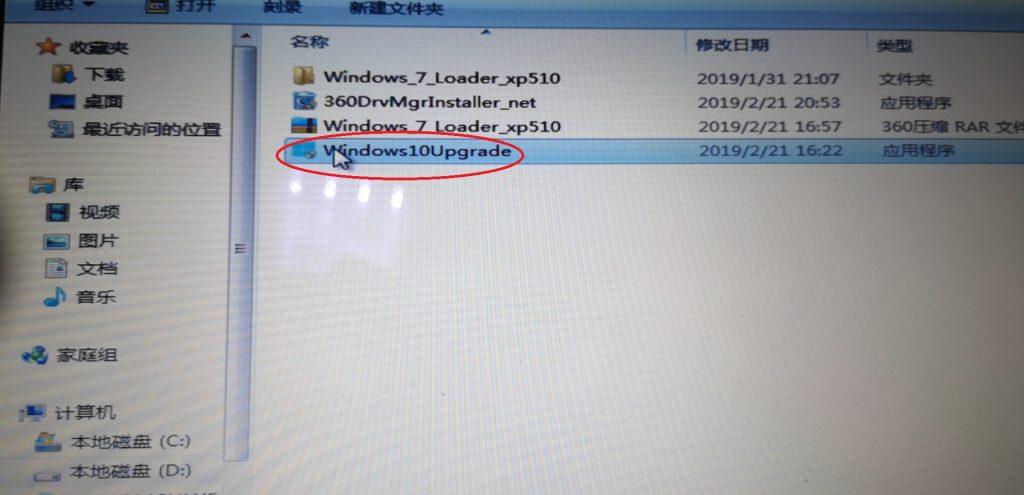 组织 打开 刻录 新建文件夹
名称 修改日期 类型
收藏夹
下载
桌面
最近访问的位置
库
视频
图片
文档
音乐
家庭组
计算机
本地磁盘 (C:)
本地磁盘 (D:)
Windows_7_Loader_xp510 2019/1/31 21:07 文件夹
360DrvMgrInstaller_net 2019/2/21 20:53 应用程序
Windows_7_Loader_xp510 2019/2/21 16:57 360压缩 RAR 文件
Windows10Upgrade 2019/2/21 16:22 应用程序